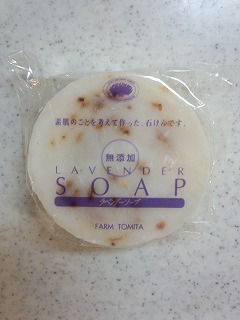 素肌のことを考えて作った、石けんです。
無添加
LAVENDER
SOAP
ラベンダーソープ
FARM TOMITA